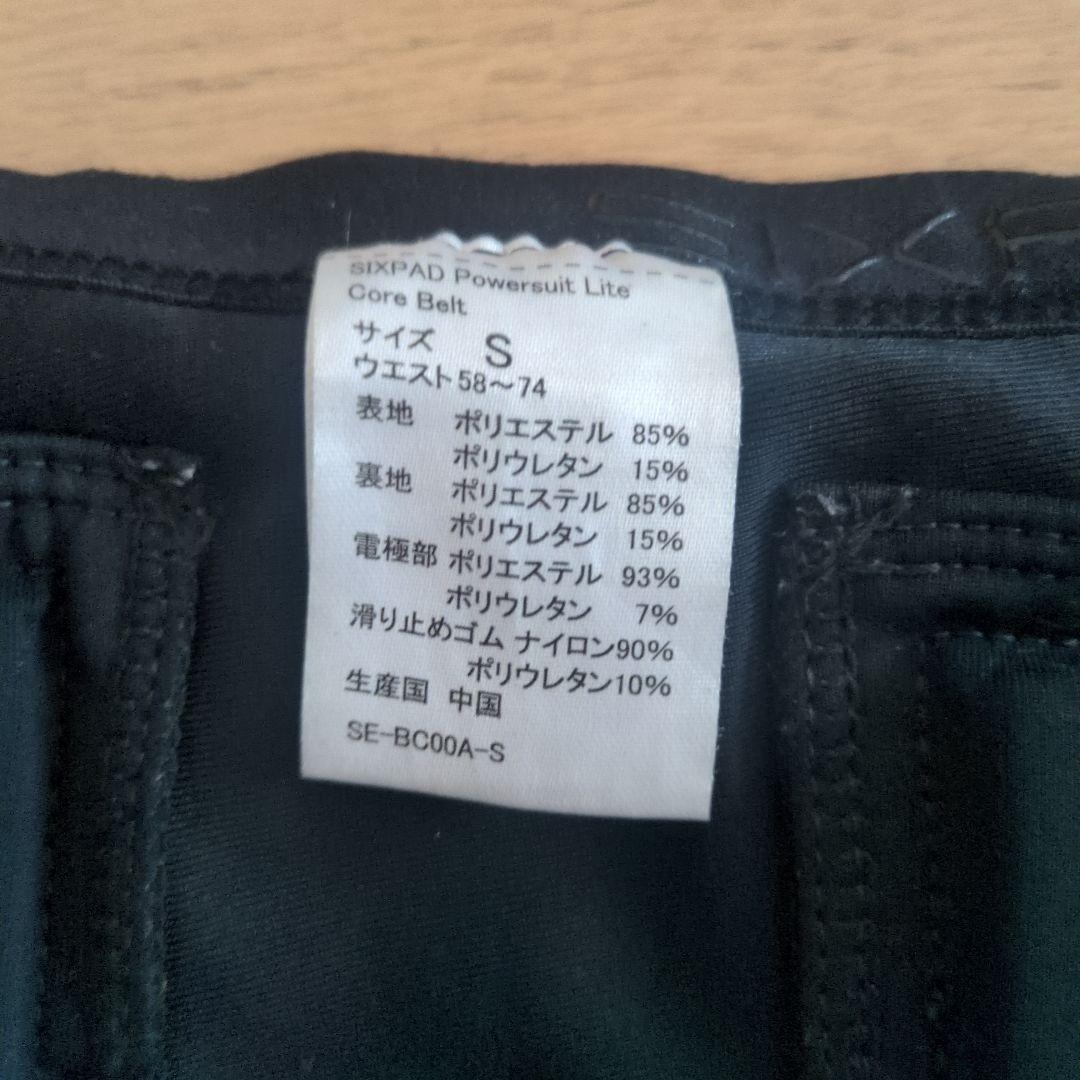 SIXPAD Powersuit Lite
Core Belt
サイズ S
ウエスト58～74
表地 ポリエステル 85%
ポリウレタン 15%
裏地 ポリエステル 85%
ポリウレタン 15%
電極部 ポリエステル 93%
ポリウレタン 7%
滑り止めゴム ナイロン90%
ポリウレタン10%
生産国 中国
SE-BC00A-S